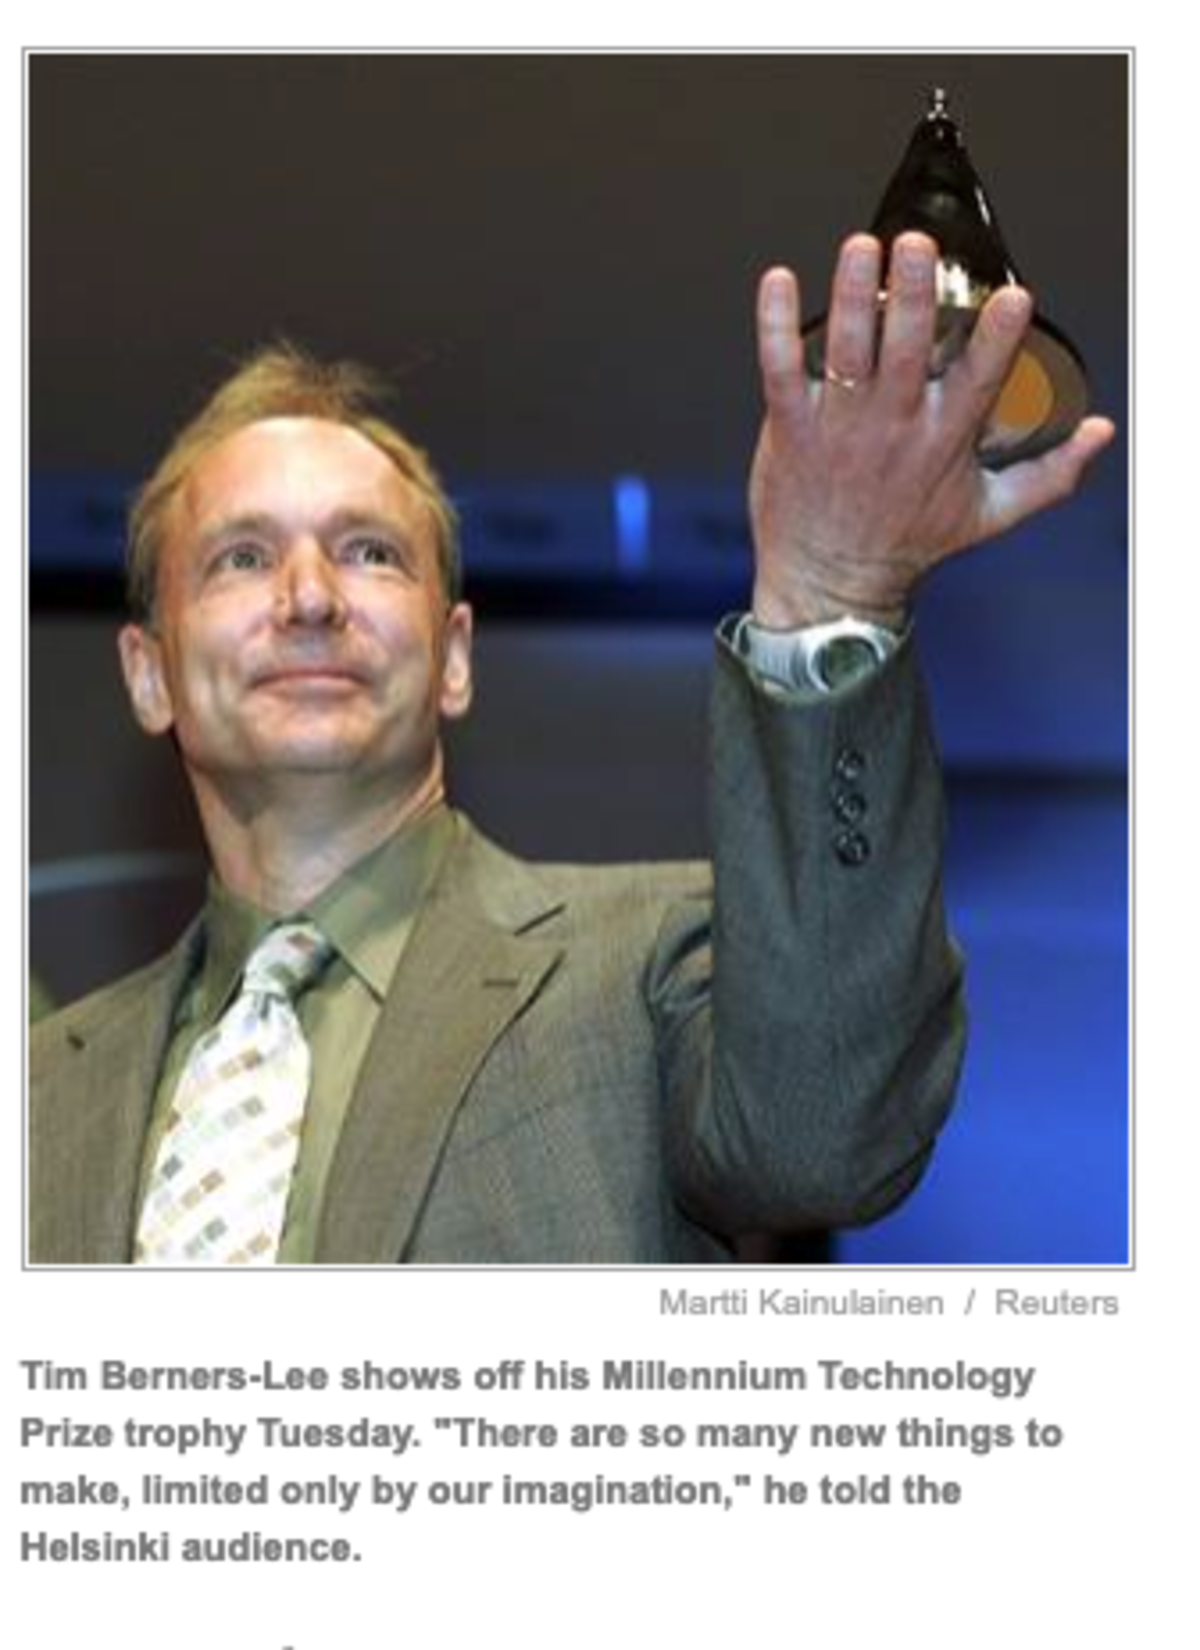 Martti Kainulainen / Reuters
Tim Berners-Lee shows off his Millennium Technology
Prize trophy Tuesday. "There are so many new things to
make, limited only by our imagination," he told the
Helsinki audience.